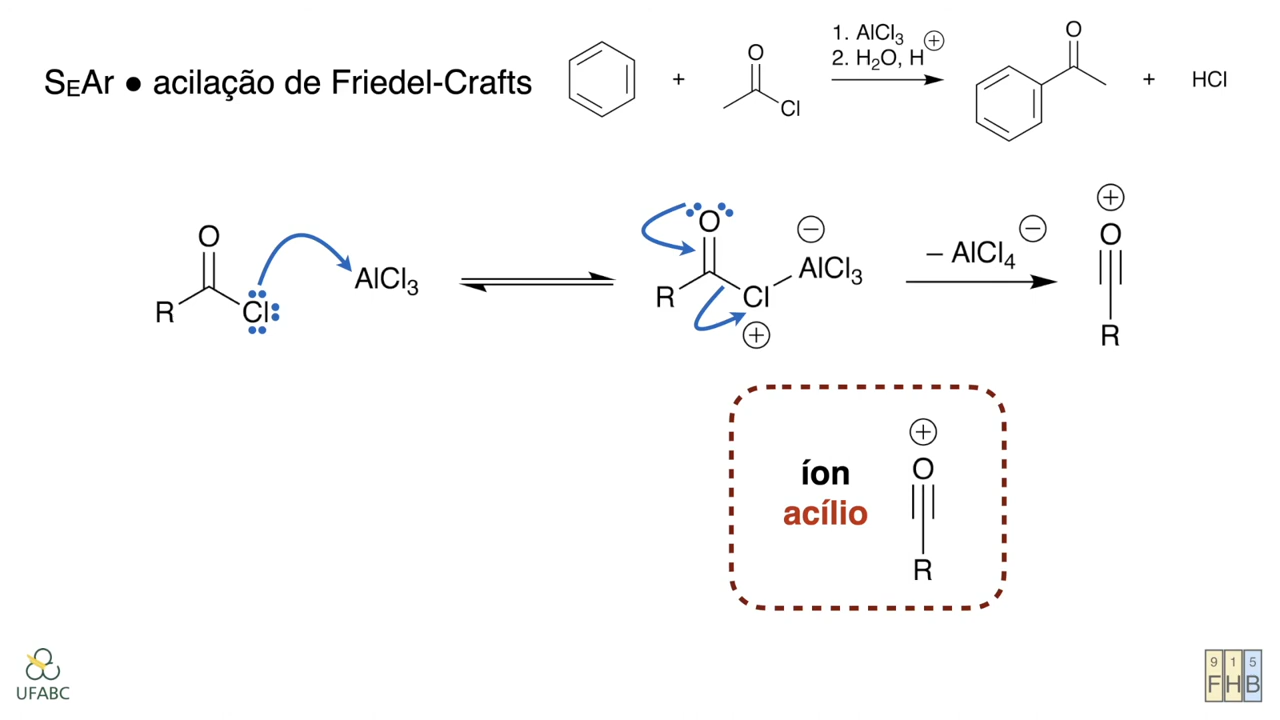 SEAr ● acilação de Friedel-Crafts
+
O
Cl
1. AlCl3
2. H2O, H⊕
O
+
HCl
O
R
Cl
AlCl3
O
R
Cl
⊕
⊖
AlCl3
– AlCl4⊖
⊕
O
R
íon
acílio
⊕
O
R
UFABC
9 1 5
FHB